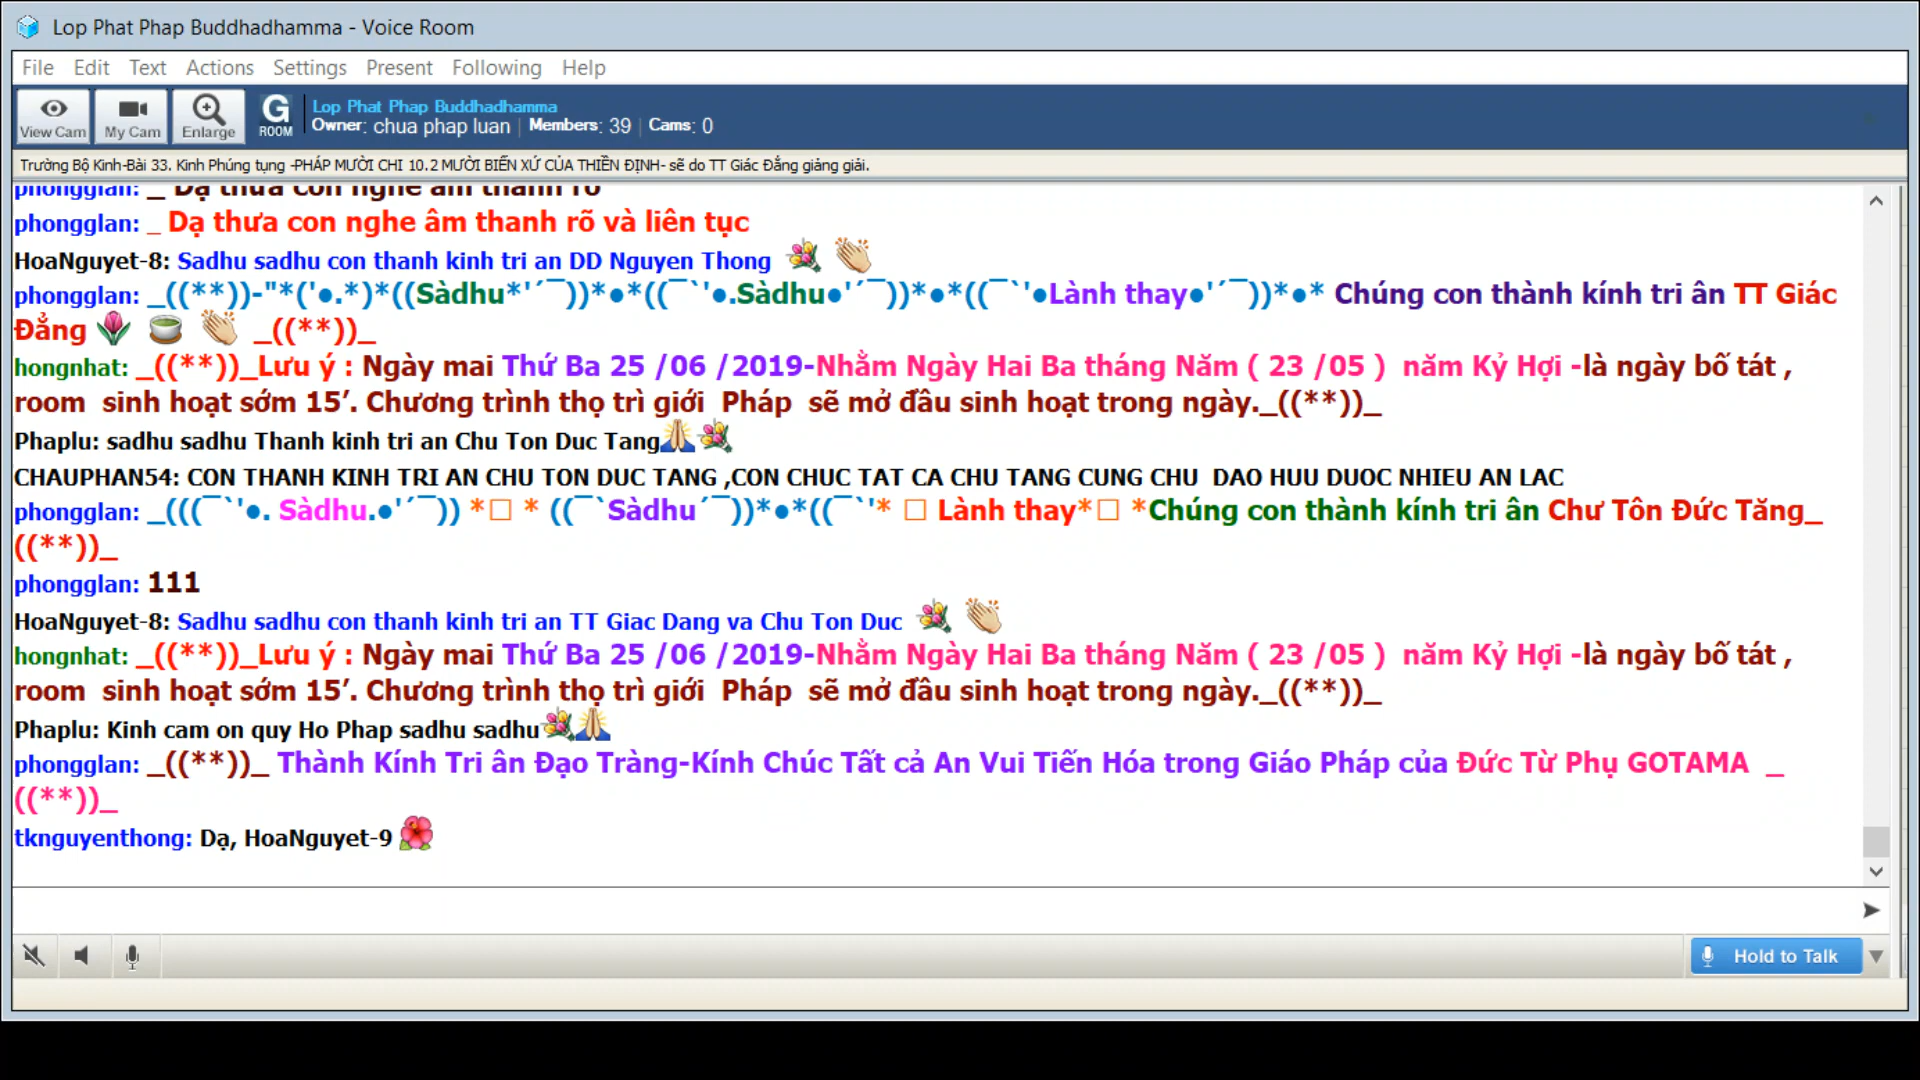 Lop Phat Phap Buddhadhamma - Voice Room
File Edit Text Actions Settings Present Following Help
View Cam My Cam Enlarge G ROOM Lop Phat Phap Buddhadhamma
Owner: chua phap luan | Members: 39 | Cams: 0
Trường Bộ Kinh-Bài 33. Kinh Phúng tụng -PHÁP MƯỜI CHI 10.2 MƯỜI BIẾN XỨ CỦA THIỀN ĐỊNH- sẽ do TT Giác Đẳng giảng giải.
phongglan: _ Dạ thưa con nghe âm thanh rõ
phongglan: _ Dạ thưa con nghe âm thanh rõ và liên tục
HoaNguyet-8: Sadhu sadhu con thanh kinh tri an DD Nguyen Thong
phongglan: _((**))-"*('●.*)*((Sàdhu*'´¯))*●*((¯`'●.Sàdhu●'´¯))*●*((¯`'●Lành thay●'´¯))*●* Chúng con thành kính tri ân TT Giác
Đẳng _((**))_
hongnhat: _((**))_Lưu ý : Ngày mai Thứ Ba 25 /06 /2019-Nhằm Ngày Hai Ba tháng Năm ( 23 /05 ) năm Kỷ Hợi -là ngày bố tát ,
room sinh hoạt sớm 15’. Chương trình thọ trì giới Pháp sẽ mở đầu sinh hoạt trong ngày._((**))_
Phaplu: sadhu sadhu Thanh kinh tri an Chu Ton Duc Tang
CHAUPHAN54: CON THANH KINH TRI AN CHU TON DUC TANG ,CON CHUC TAT CA CHU TANG CUNG CHU DAO HUU DUOC NHIEU AN LAC
phongglan: _(((¯`'●. Sàdhu.●'´¯)) *□ * ((¯`Sàdhu´¯))*●*((¯`'* □ Lành thay*□ *Chúng con thành kính tri ân Chư Tôn Đức Tăng_
((**))_
phongglan: 111
HoaNguyet-8: Sadhu sadhu con thanh kinh tri an TT Giac Dang va Chu Ton Duc
hongnhat: _((**))_Lưu ý : Ngày mai Thứ Ba 25 /06 /2019-Nhằm Ngày Hai Ba tháng Năm ( 23 /05 ) năm Kỷ Hợi -là ngày bố tát ,
room sinh hoạt sớm 15’. Chương trình thọ trì giới Pháp sẽ mở đầu sinh hoạt trong ngày._((**))_
Phaplu: Kinh cam on quy Ho Phap sadhu sadhu
phongglan: _((**))_ Thành Kính Tri ân Đạo Tràng-Kính Chúc Tất cả An Vui Tiến Hóa trong Giáo Pháp của Đức Từ Phụ GOTAMA _
((**))_
tknguyenthong: Dạ, HoaNguyet-9
Hold to Talk